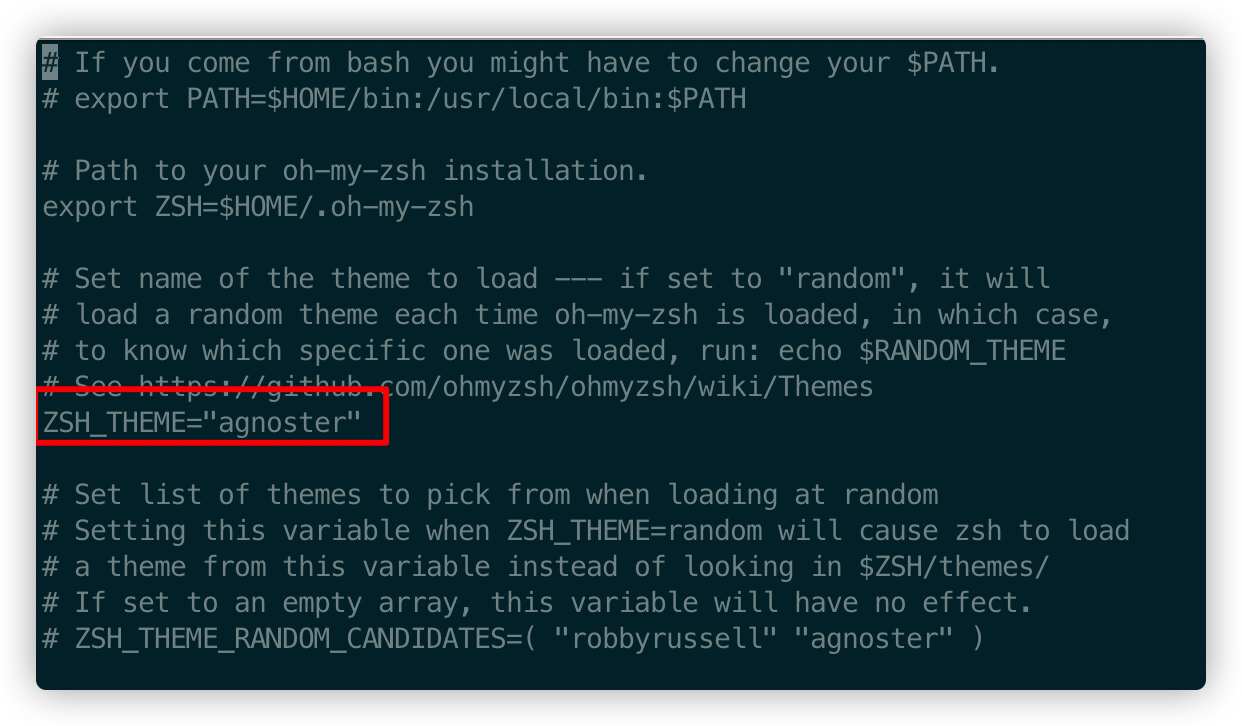 # If you come from bash you might have to change your $PATH.
# export PATH=$HOME/bin:/usr/local/bin:$PATH
# Path to your oh-my-zsh installation.
export ZSH=$HOME/.oh-my-zsh
# Set name of the theme to load --- if set to "random", it will
# load a random theme each time oh-my-zsh is loaded, in which case,
# to know which specific one was loaded, run: echo $RANDOM_THEME
# See https://github.com/ohmyzsh/ohmyzsh/wiki/Themes
ZSH_THEME="agnoster"
# Set list of themes to pick from when loading at random
# Setting this variable when ZSH_THEME=random will cause zsh to load
# a theme from this variable instead of looking in $ZSH/themes/
# If set to an empty array, this variable will have no effect.
# ZSH_THEME_RANDOM_CANDIDATES=( "robbyrussell" "agnoster" )